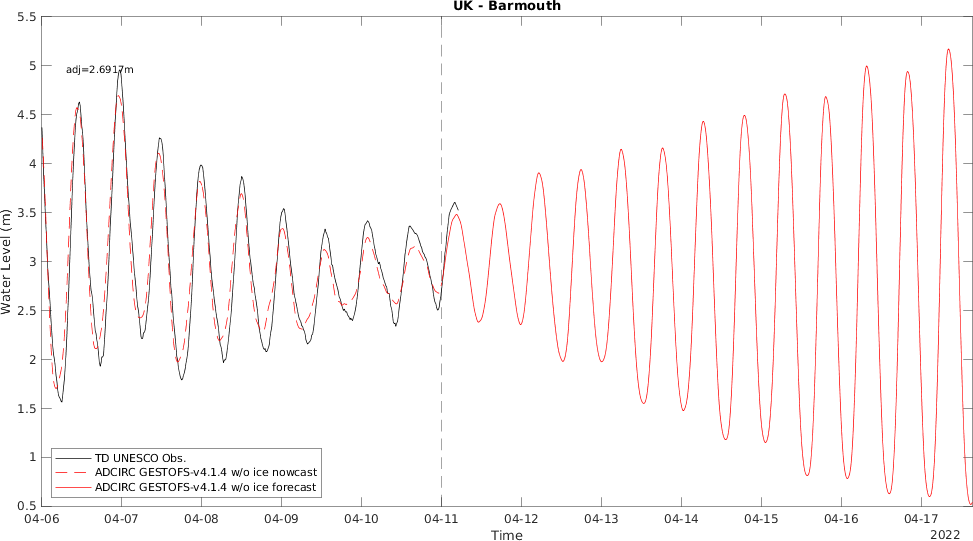 UK - Barmouth
5.5
5
4.5
4
3.5
3
2.5
2
1.5
1
0.5
Water Level (m)
adj=2.6917m
TD UNESCO Obs.
ADCIRC GESTOFS-v4.1.4 w/o ice nowcast
ADCIRC GESTOFS-v4.1.4 w/o ice forecast
04-06 04-07 04-08 04-09 04-10 04-11 04-12 04-13 04-14 04-15 04-16 04-17
2022
Time